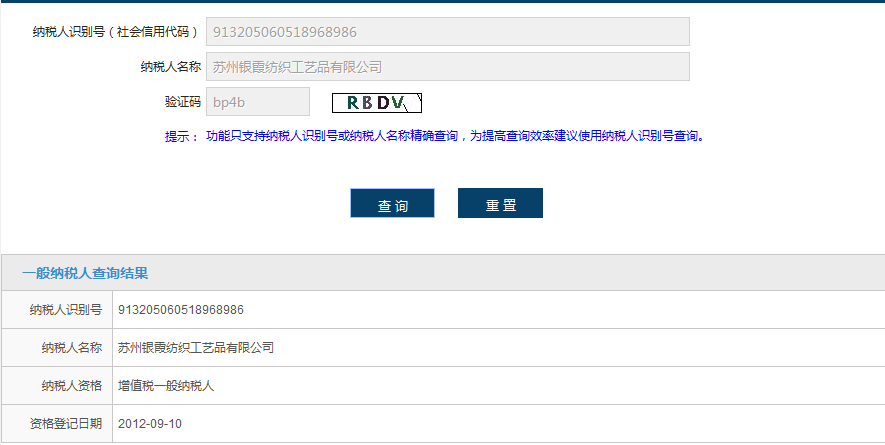 纳税人识别号（社会信用代码） 913205060518968986
纳税人名称 苏州银霞纺织工艺品有限公司
验证码 bp4b RBDV
提示： 功能只支持纳税人识别号或纳税人名称精确查询，为提高查询效率建议使用纳税人识别号查询。
查 询 重 置
一般纳税人查询结果
纳税人识别号 913205060518968986
纳税人名称 苏州银霞纺织工艺品有限公司
纳税人资格 增值税一般纳税人
资格登记日期 2012-09-10